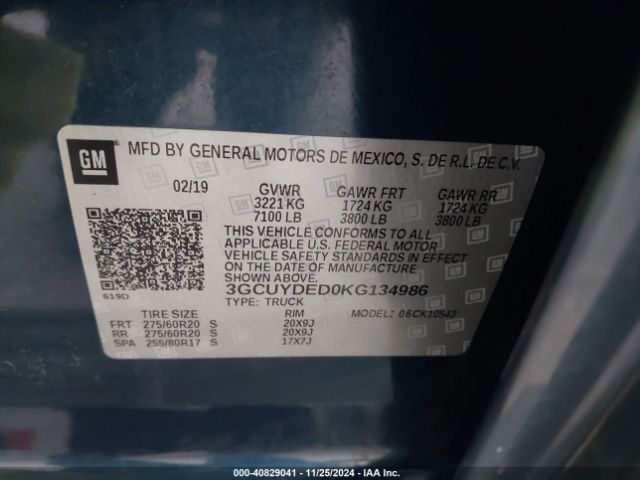 GM
MFD BY GENERAL MOTORS DE MEXICO, S. DE R.L. DE C.V.
02/19 GVWR GAWR FRT GAWR RR
3221 KG 1724 KG 1724 KG
7100 LB 3800 LB 3800 LB
THIS VEHICLE CONFORMS TO ALL
APPLICABLE U.S. FEDERAL MOTOR
VEHICLE SAFETY STANDARDS IN EFFECT
ON THE DATE OF MANUFACTURE
SHOWN ABOVE.
3GCUYDED0KG134986
619D
TYPE: TRUCK
TIRE SIZE RIM MODEL: 06CK10543
FRT 275/60R20 S 20X9J
RR 275/60R20 S 20X9J
SPA 255/80R17 S 17X7J
00-40829041 - 11/25/2024 - IAA Inc.